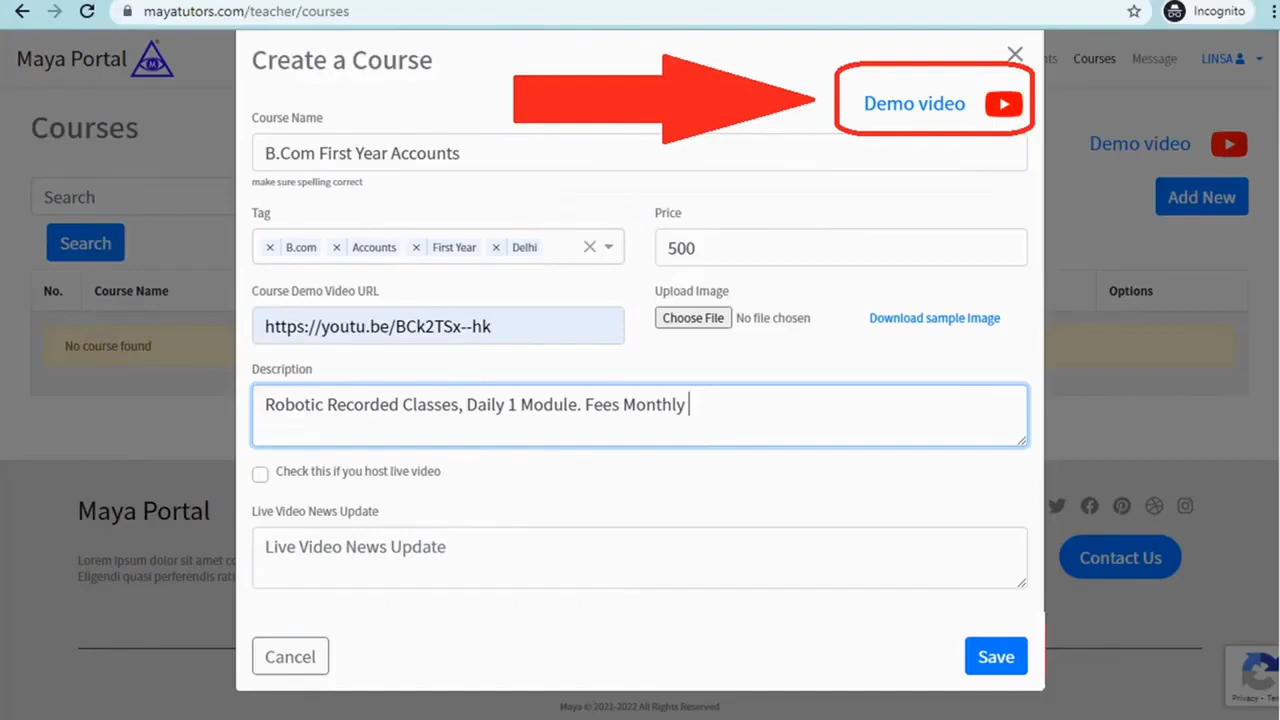 mayatutors.com/teacher/courses
Incognito
Maya Portal
Courses
Message
LINSA
Create a Course
Demo video
Course Name
B.Com First Year Accounts
make sure spelling correct
Courses
Demo video
Search
Add New
Search
Tag
Price
× B.com × Accounts × First Year × Delhi
500
No.
Course Name
Options
Course Demo Video URL
Upload Image
https://youtu.be/BCk2TSx--hk
Choose File No file chosen
Download sample Image
No course found
Description
Robotic Recorded Classes, Daily 1 Module. Fees Monthly
Check this if you host live video
Live Video News Update
Live Video News Update
Maya Portal
Lorem ipsum dolor sit amet
Eligendi quasi perferendis
Contact Us
Cancel
Save
Privacy
Maya © 2021-2022 All Rights Reserved